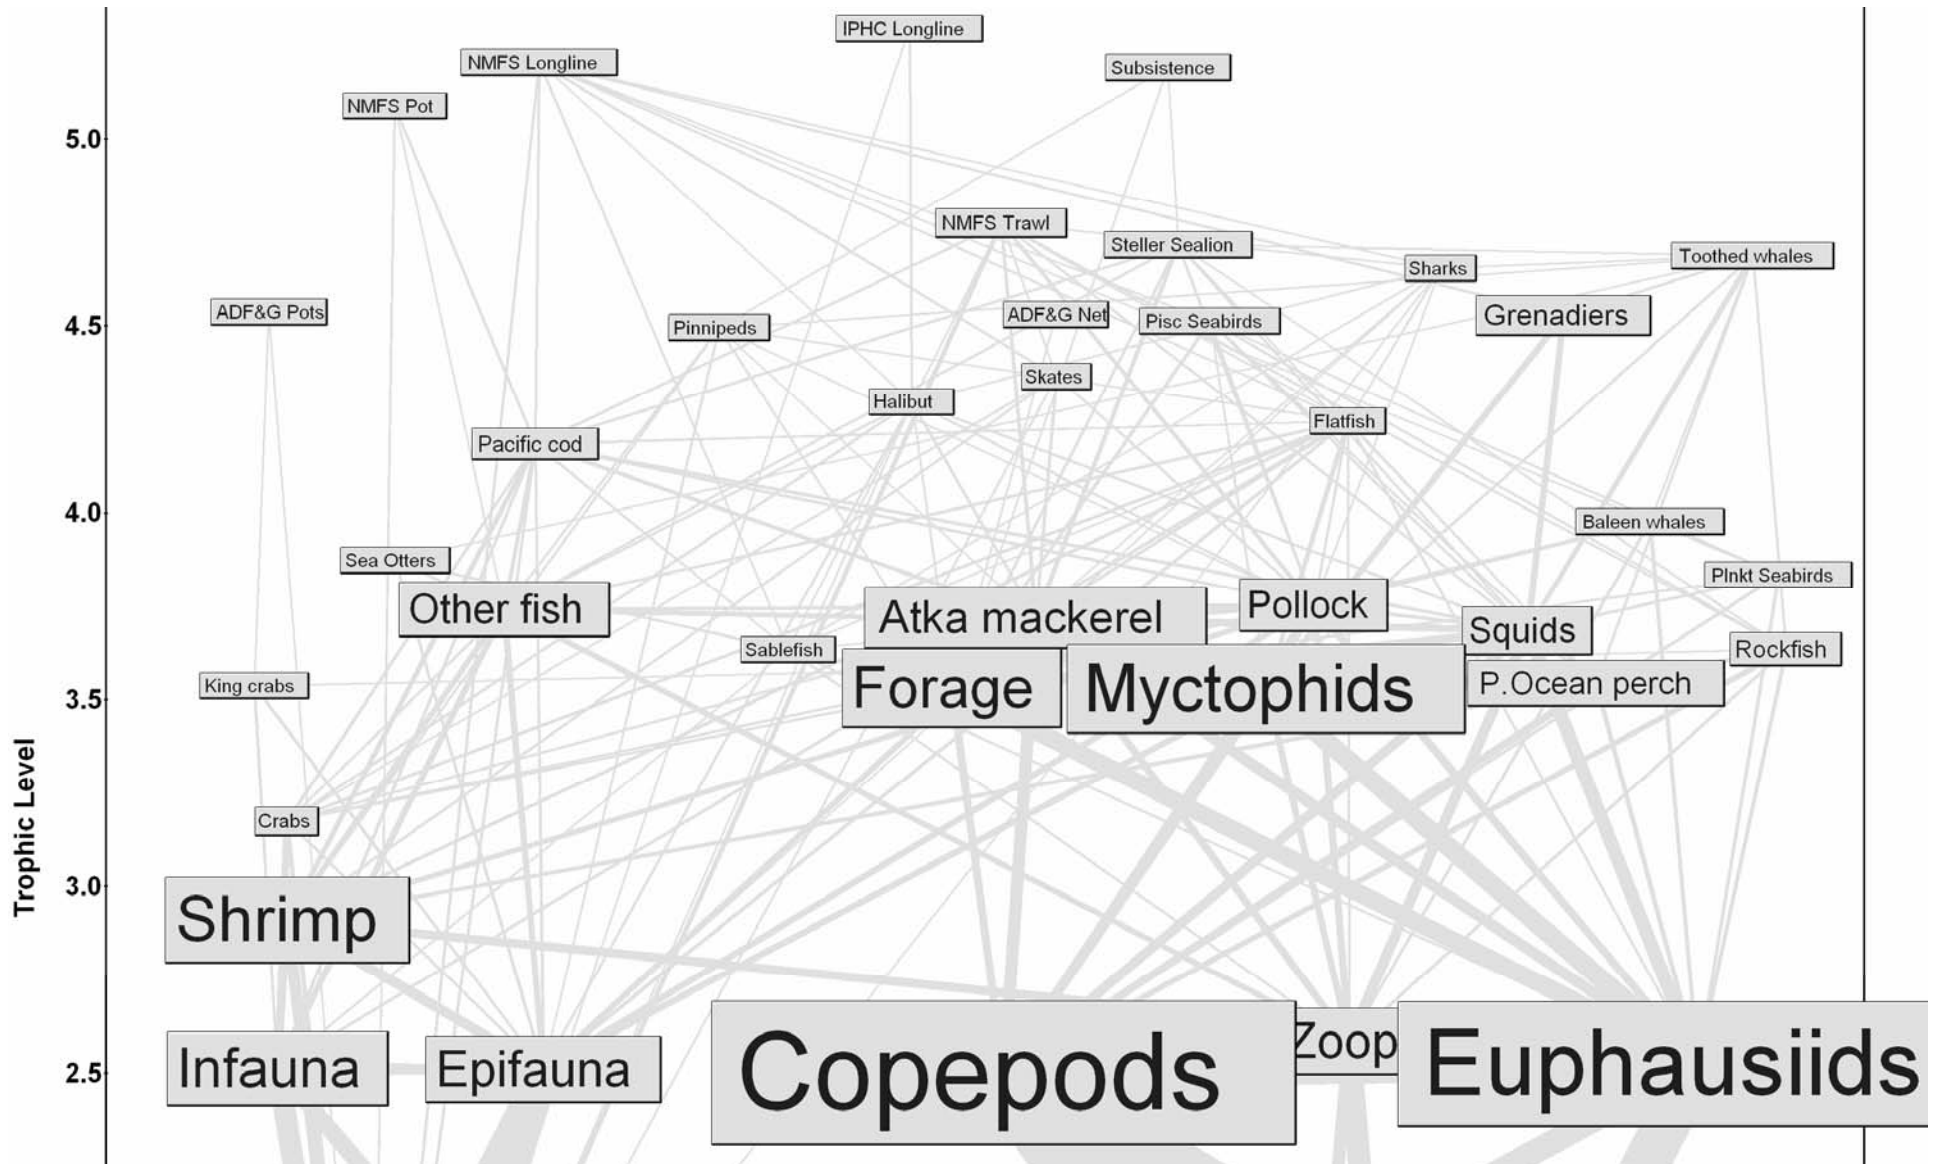 IPHC Longline
NMFS Longline
Subsistence
NMFS Pot
5.0
NMFS Trawl
Steller Sealion
Toothed whales
Sharks
ADF&G Pots
ADF&G Net
Grenadiers
4.5
Pinnipeds
Pisc Seabirds
Skates
Halibut
Flatfish
Pacific cod
4.0
Baleen whales
Sea Otters
Plnkt Seabirds
Other fish
Atka mackerel
Pollock
Squids
Sablefish
Rockfish
King crabs
Forage
Myctophids
P.Ocean perch
3.5
Trophic Level
Crabs
3.0
Shrimp
Zoop
2.5
Infauna
Epifauna
Copepods
Euphausiids